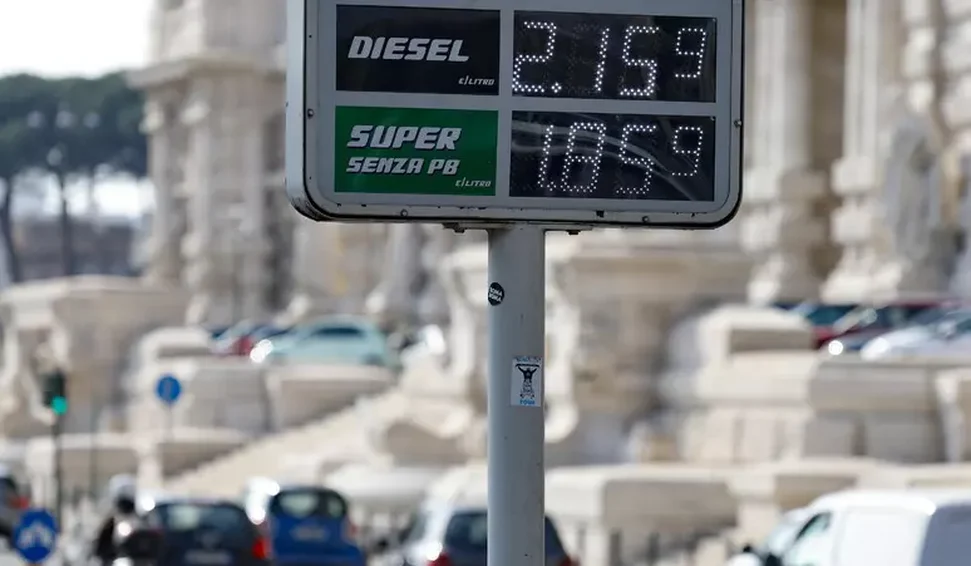 DIESEL
€/LITRO
2.159
SUPER
SENZA PB
€/LITRO
1.859